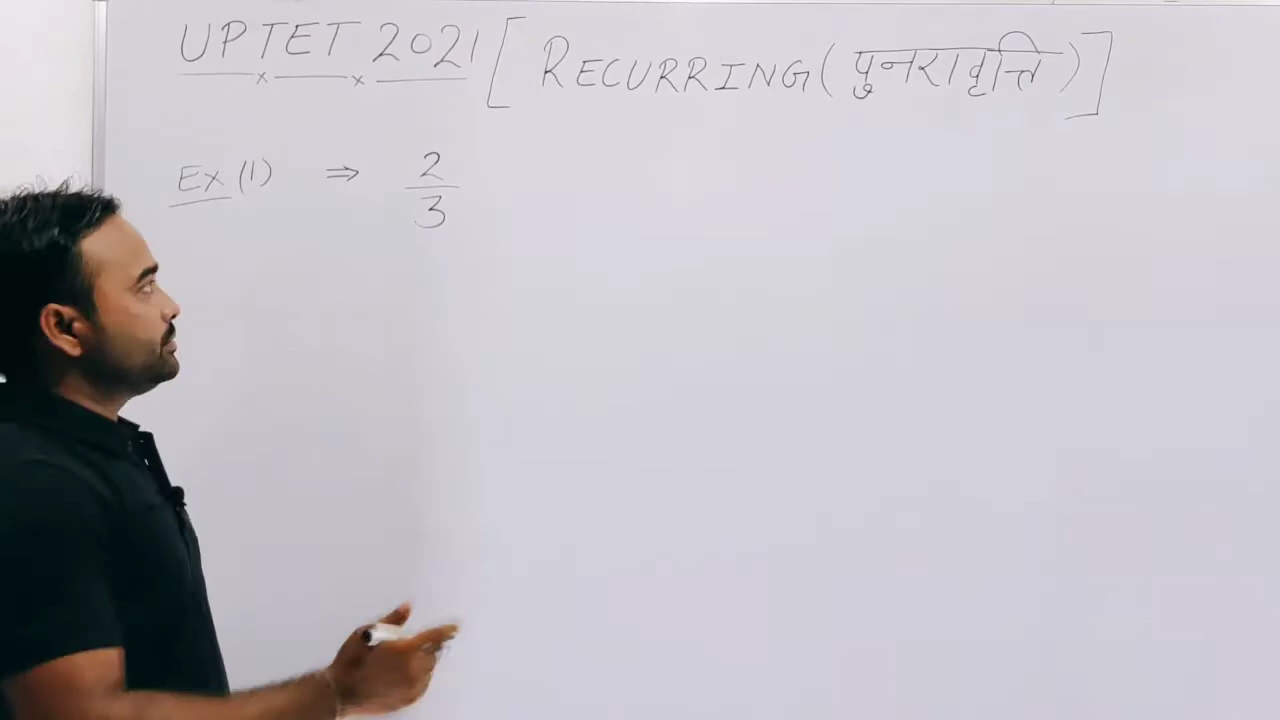 UPTET 2021 [RECURRING (पुनरावृत्ति)]
Ex (1) ⇒ 2/3